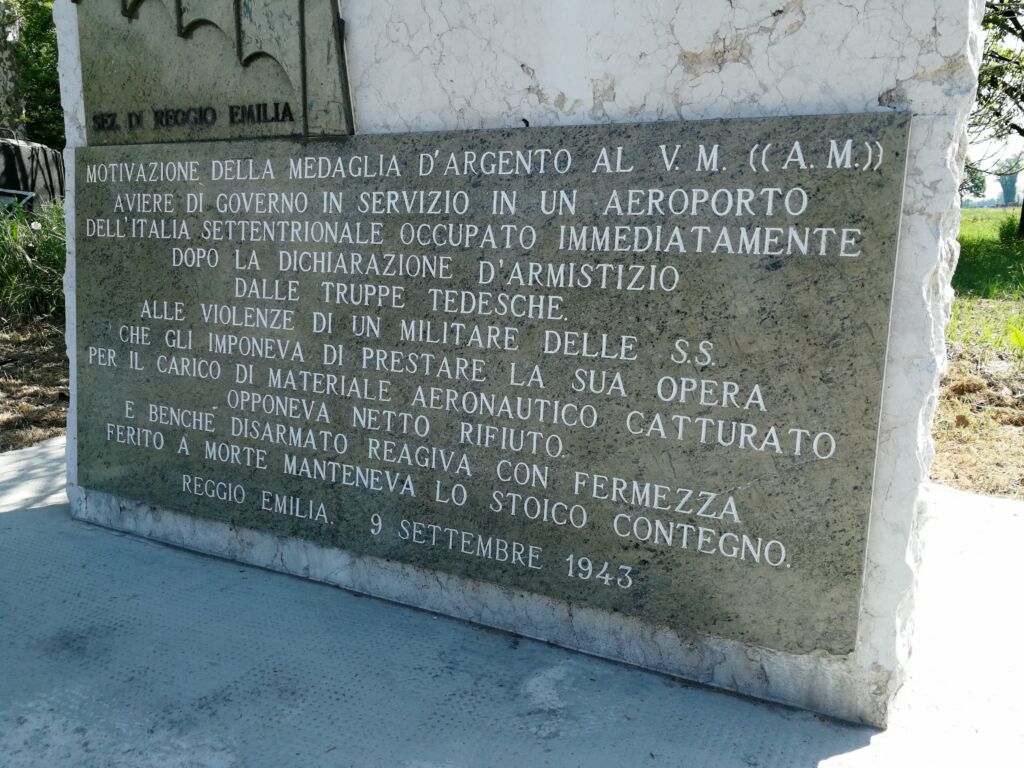 SEZ. DI REGGIO EMILIA
MOTIVAZIONE DELLA MEDAGLIA D'ARGENTO AL V. M. ((A. M.))
AVIERE DI GOVERNO IN SERVIZIO IN UN AEROPORTO
DELL'ITALIA SETTENTRIONALE OCCUPATO IMMEDIATAMENTE
DOPO LA DICHIARAZIONE D'ARMISTIZIO
DALLE TRUPPE TEDESCHE.
ALLE VIOLENZE DI UN MILITARE DELLE S.S.
CHE GLI IMPONEVA DI PRESTARE LA SUA OPERA
PER IL CARICO DI MATERIALE AERONAUTICO CATTURATO
OPPONEVA NETTO RIFIUTO.
E BENCHE' DISARMATO REAGIVA CON FERMEZZA
FERITO A MORTE MANTENEVA LO STOICO CONTEGNO.
REGGIO EMILIA. 9 SETTEMBRE 1943